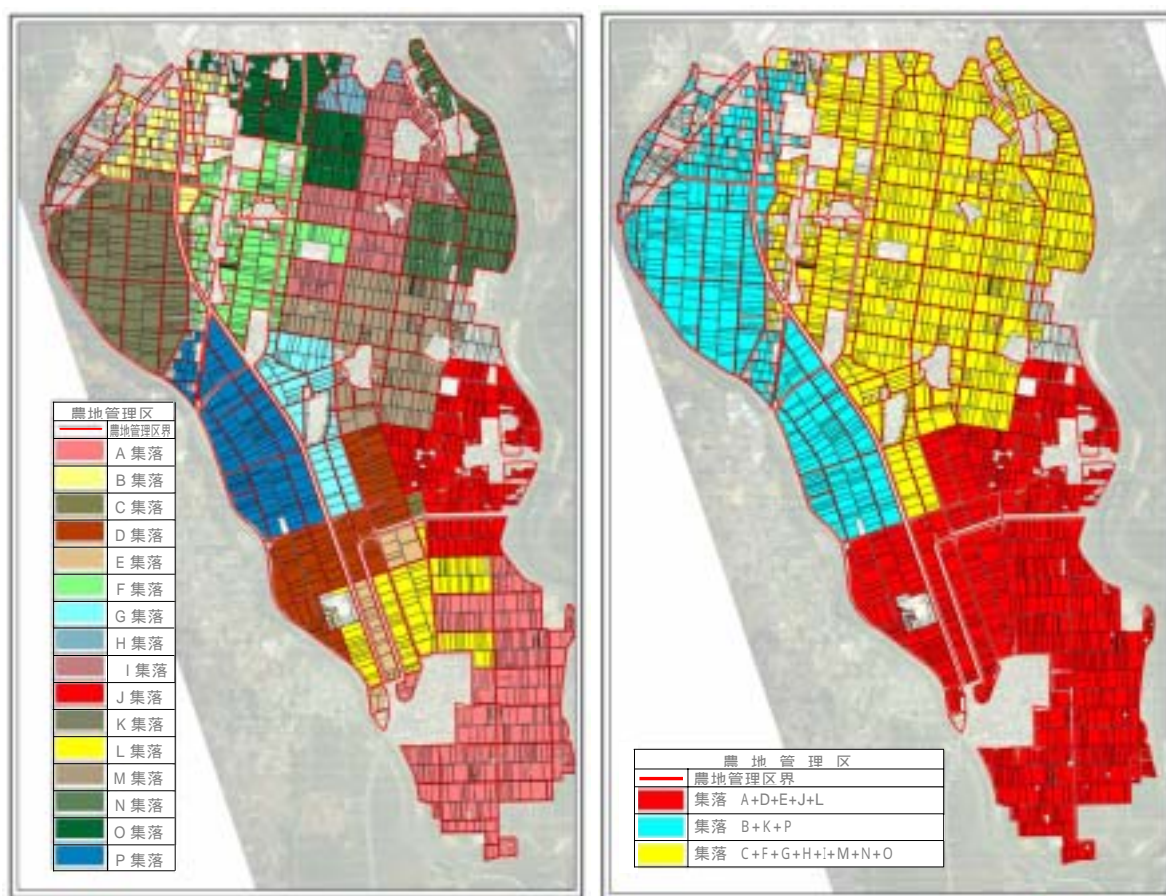 農地管理区
農地管理区界
A 集落
B 集落
C 集落
D 集落
E 集落
F 集落
G 集落
H 集落
I 集落
J 集落
K 集落
L 集落
M 集落
N 集落
O 集落
P 集落
農 地 管 理 区
農地管理区界
集落 A+D+E+J+L
集落 B+K+P
集落 C+F+G+H+I+M+N+O